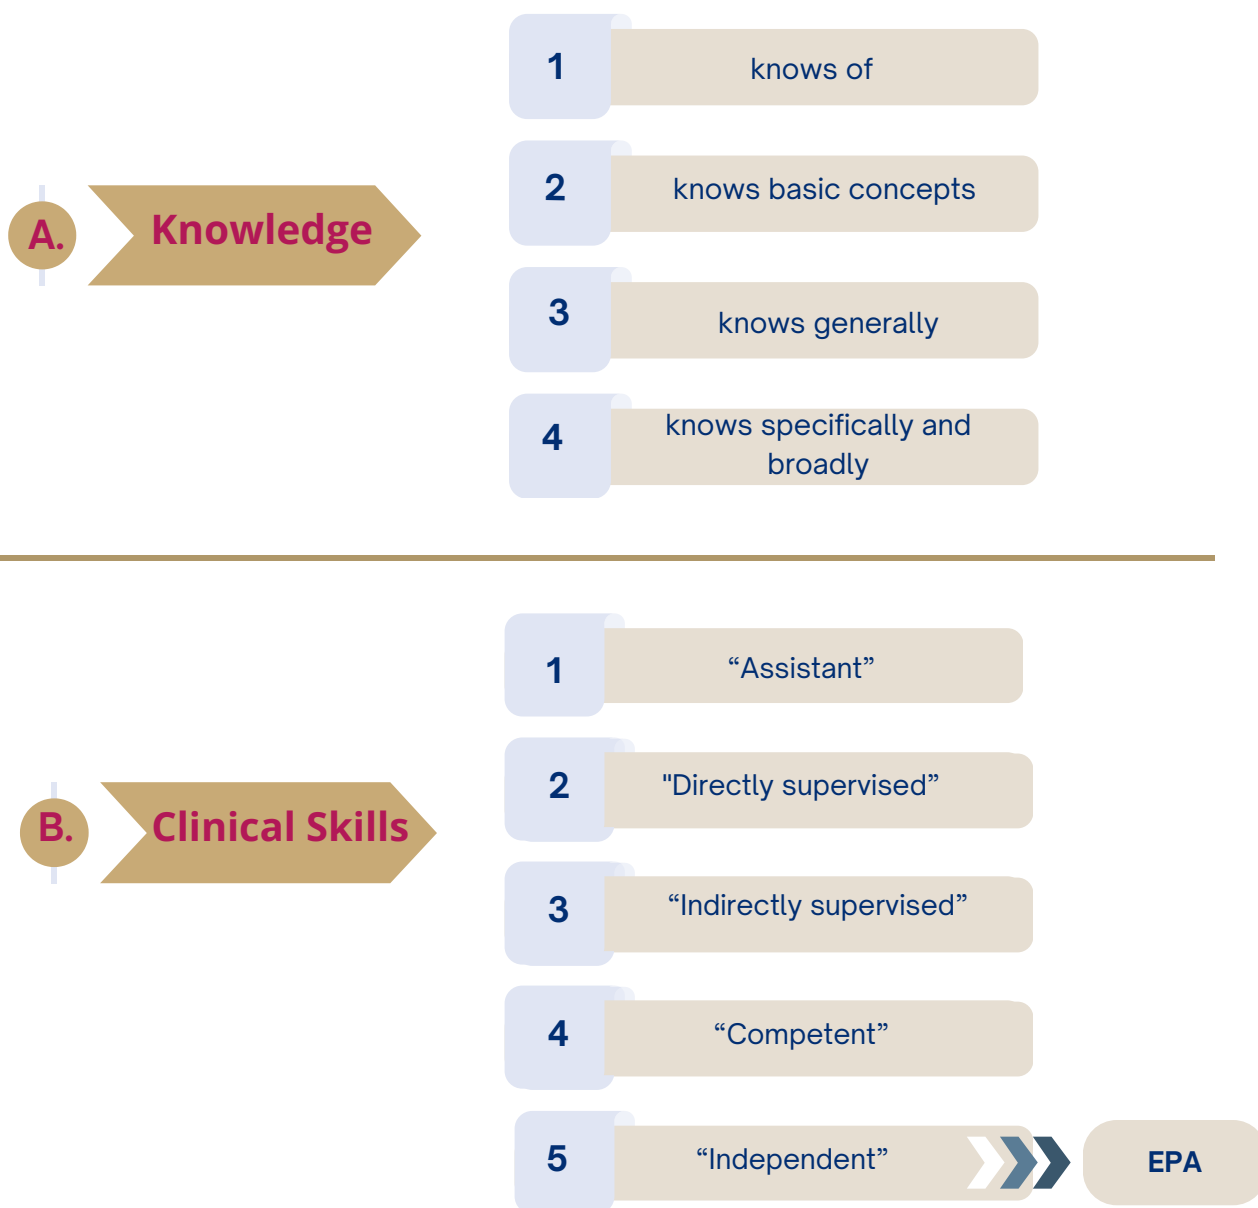 A.
Knowledge
1
knows of
2
knows basic concepts
3
knows generally
4
knows specifically and
broadly
B.
Clinical Skills
1
“Assistant”
2
"Directly supervised”
3
“Indirectly supervised”
4
“Competent”
5
“Independent”
EPA